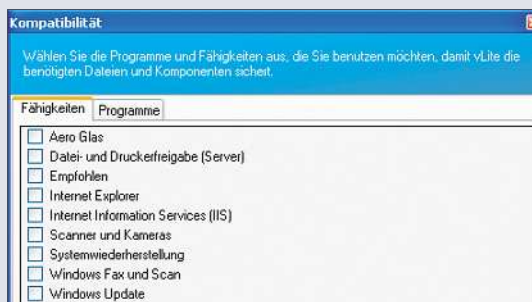 Kompatibilität
Wählen Sie die Programme und Fähigkeiten aus, die Sie benutzen möchten, damit vLite die
benötigten Dateien und Komponenten sichert.
Fähigkeiten Programme
Aero Glas
Datei- und Druckerfreigabe (Server)
Empfohlen
Internet Explorer
Internet Information Services (IIS)
Scanner und Kameras
Systemwiederherstellung
Windows Fax und Scan
Windows Update